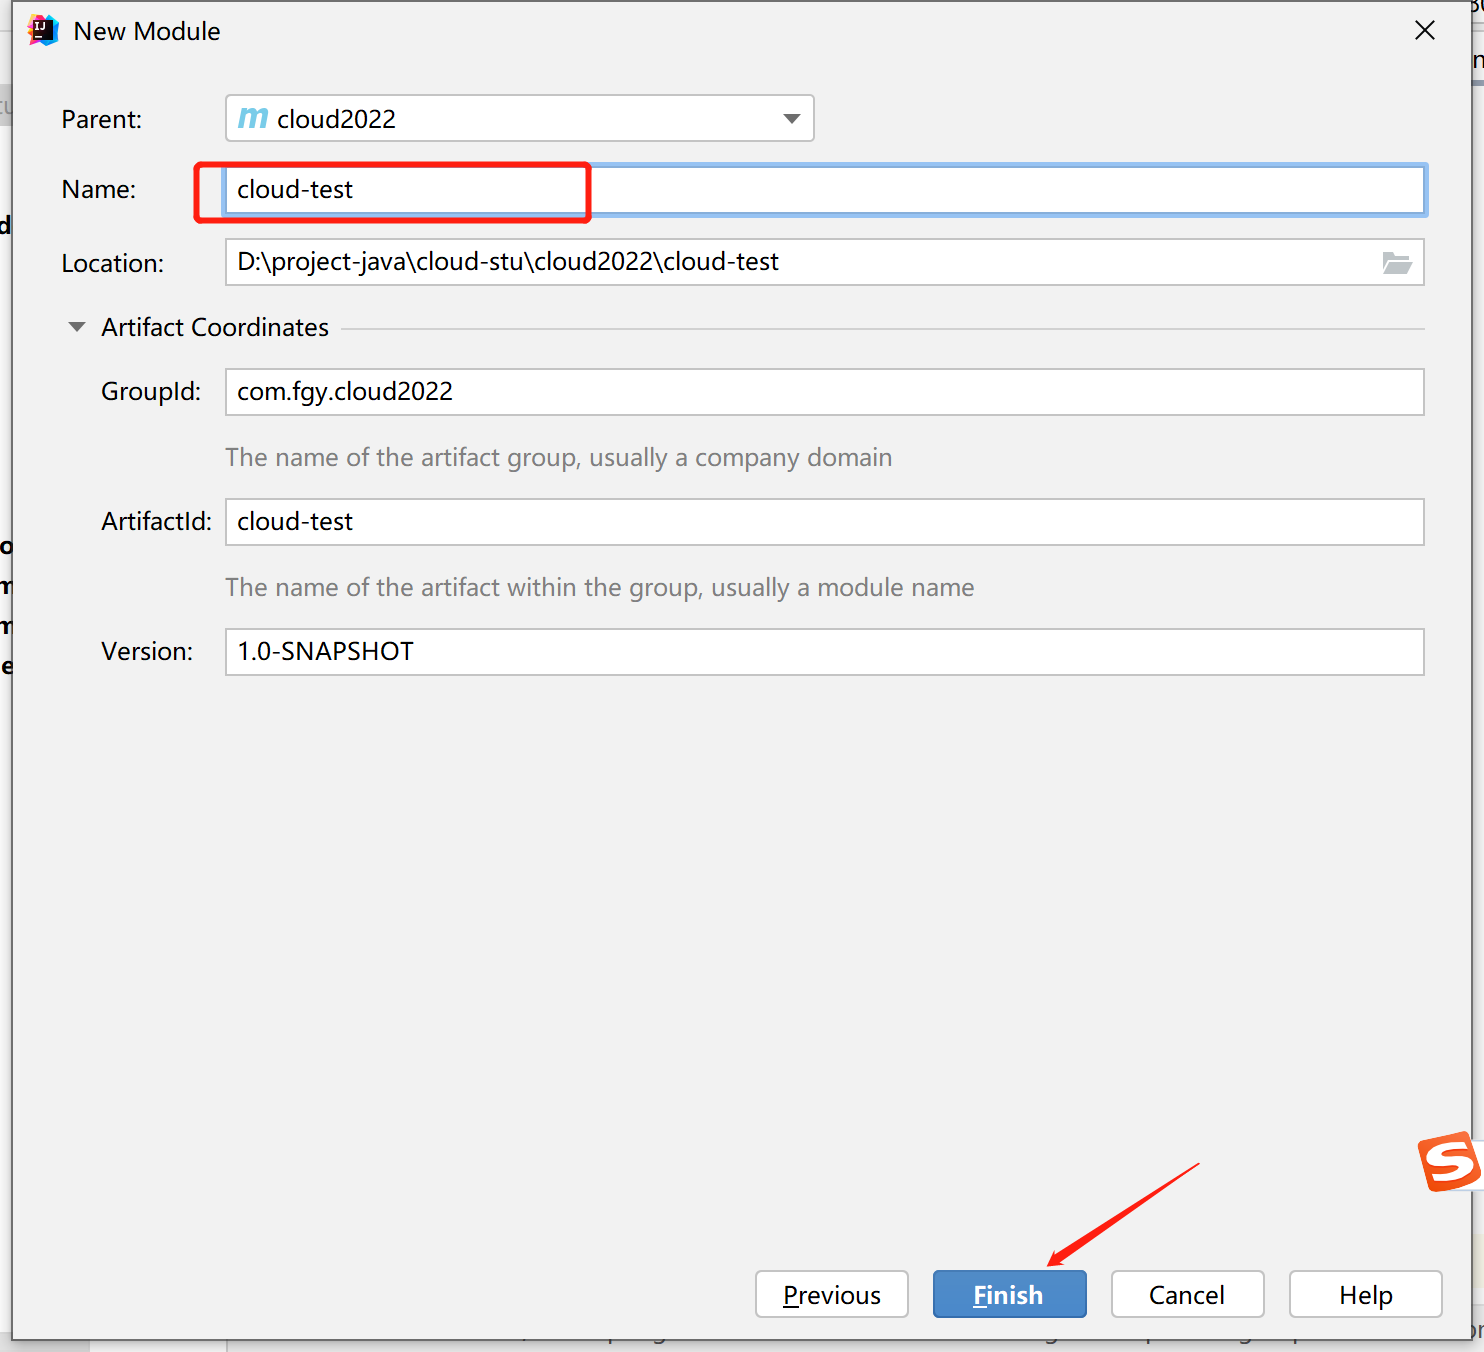 New Module
Parent: m cloud2022
Name: cloud-test
Location: D:\project-java\cloud-stu\cloud2022\cloud-test
Artifact Coordinates
GroupId: com.fgy.cloud2022
The name of the artifact group, usually a company domain
ArtifactId: cloud-test
The name of the artifact within the group, usually a module name
Version: 1.0-SNAPSHOT
Previous Finish Cancel Help